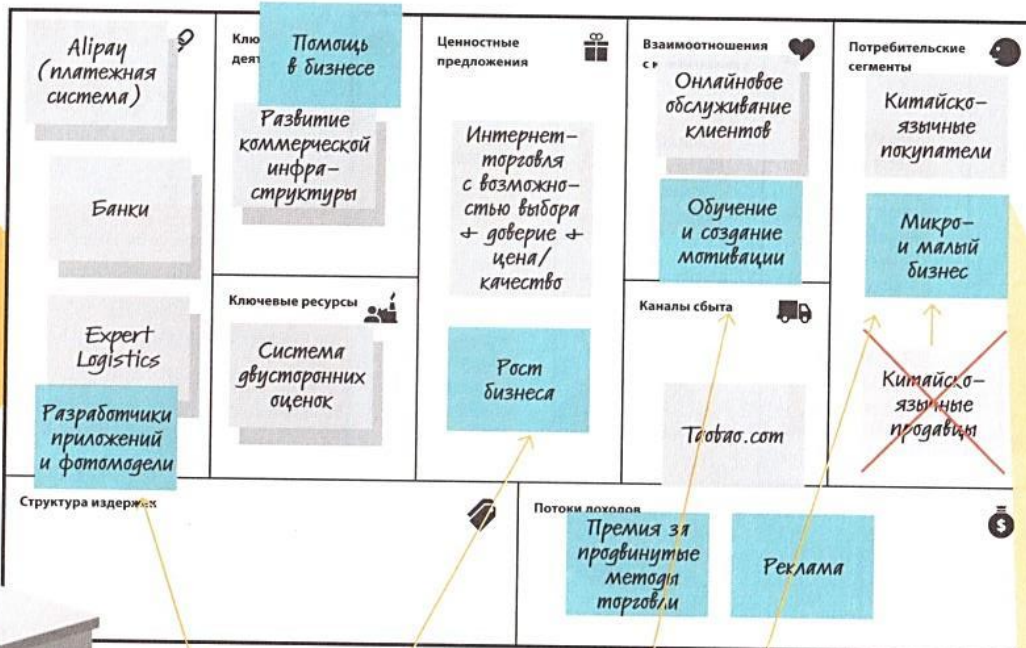 Alipay
(платежная
система)
Банки
Expert
Logistics
Разработчики
приложений
и фотомодели
Клю
деят
Помощь
в бизнесе
Развитие
коммерческой
инфра-
структуры
Ключевые ресурсы
Система
двусторонних
оценок
Ценностные
предложения
Интернет-
торговля
с возможно-
стью выбора
+ доверие +
цена/
качество
Рост
бизнеса
Взаимоотношения
с
Онлайновое
обслуживание
клиентов
Обучение
и создание
мотивации
Каналы сбыта
Taobao.com
Потребительские
сегменты
Китайско-
язычные
покупатели
Микро-
и малый
бизнес
Китайско-
язычные
продавцы
Структура издержек
Потоки доходов
Премия за
продвинутые
методы
торговли
Реклама
$